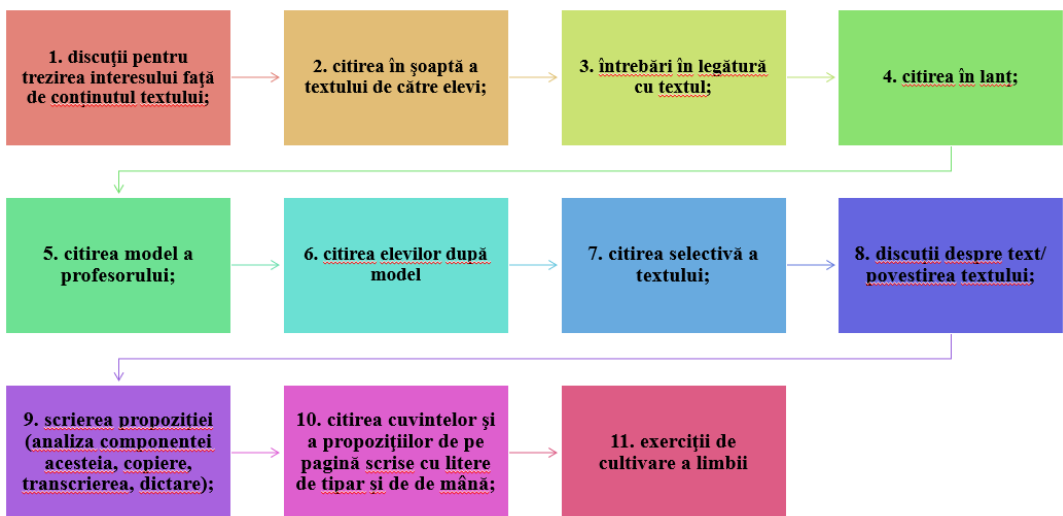 1. discuţii pentru
trezirea interesului faţă
de conţinutul textului;
2. citirea în şoaptă a
textului de către elevi;
3. întrebări în legătură
cu textul;
4. citirea în lanţ;
5. citirea model a
profesorului;
6. citirea elevilor după
model
7. citirea selectivă a
textului;
8. discuţii despre text/
povestirea textului;
9. scrierea propoziţiei
(analiza componentei
acesteia, copiere,
transcrierea, dictare);
10. citirea cuvintelor şi
a propoziţiilor de pe
pagină scrise cu litere
de tipar şi de de mână;
11. exerciţii de
cultivare a limbii